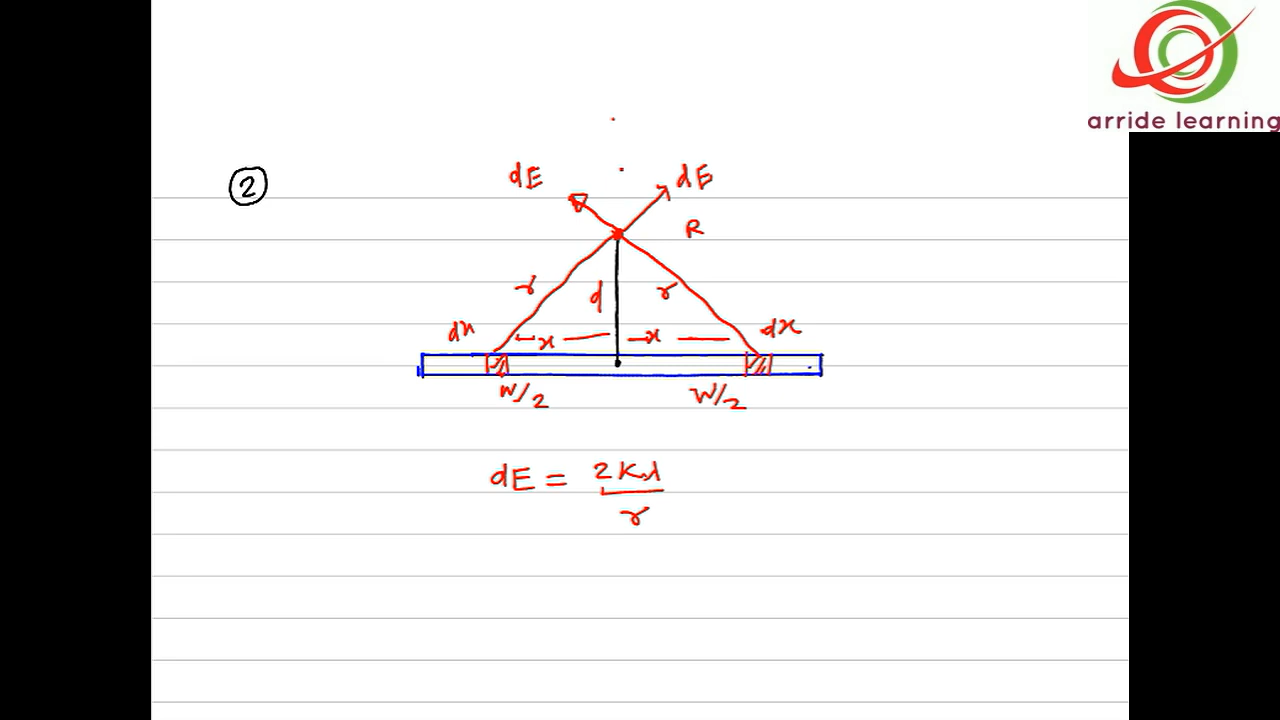 arride learning
2
dE dE
R
r d r
dx x x dx
W/2 W/2
dE = 2Kλ / r